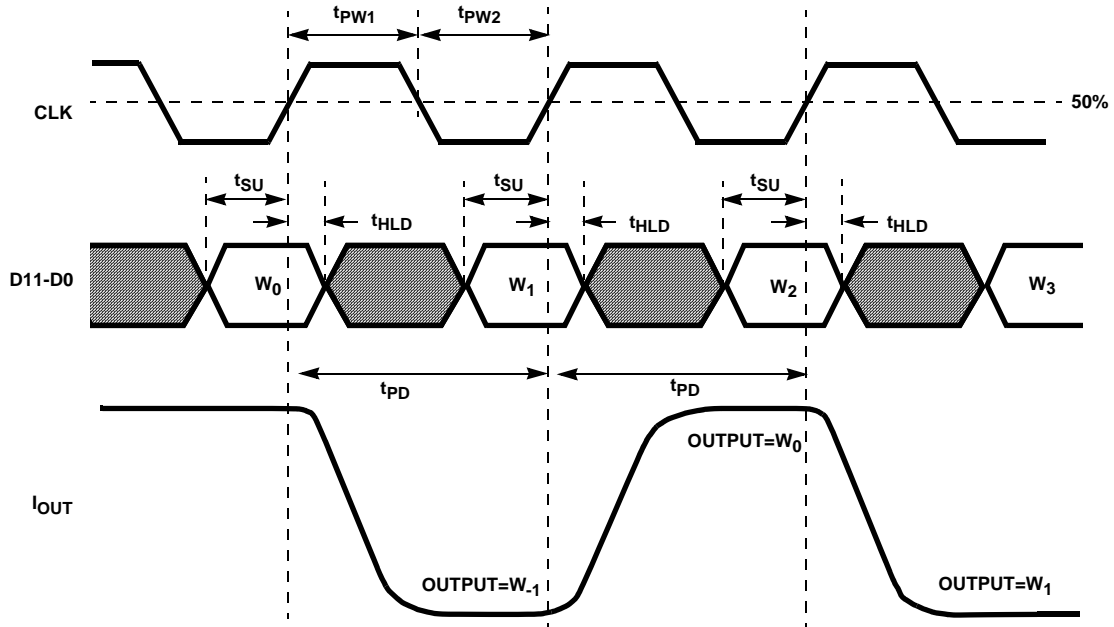 tPW1 tPW2
CLK
50%
tSU tSU tSU
tHLD tHLD tHLD
D11-D0
W0 W1 W2 W3
tPD tPD
OUTPUT=W0
IOUT
OUTPUT=W-1 OUTPUT=W1